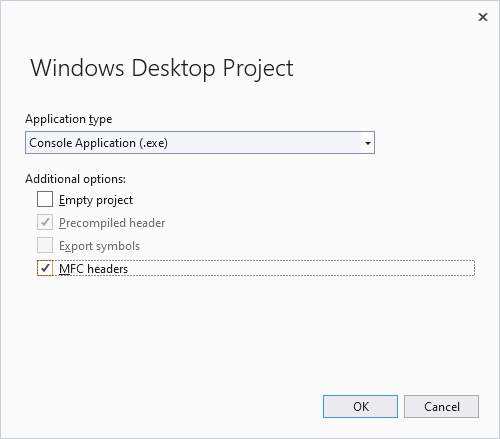 Windows Desktop Project
Application type
Console Application (.exe)
Additional options:
Empty project
Precompiled header
Export symbols
MFC headers
OK Cancel